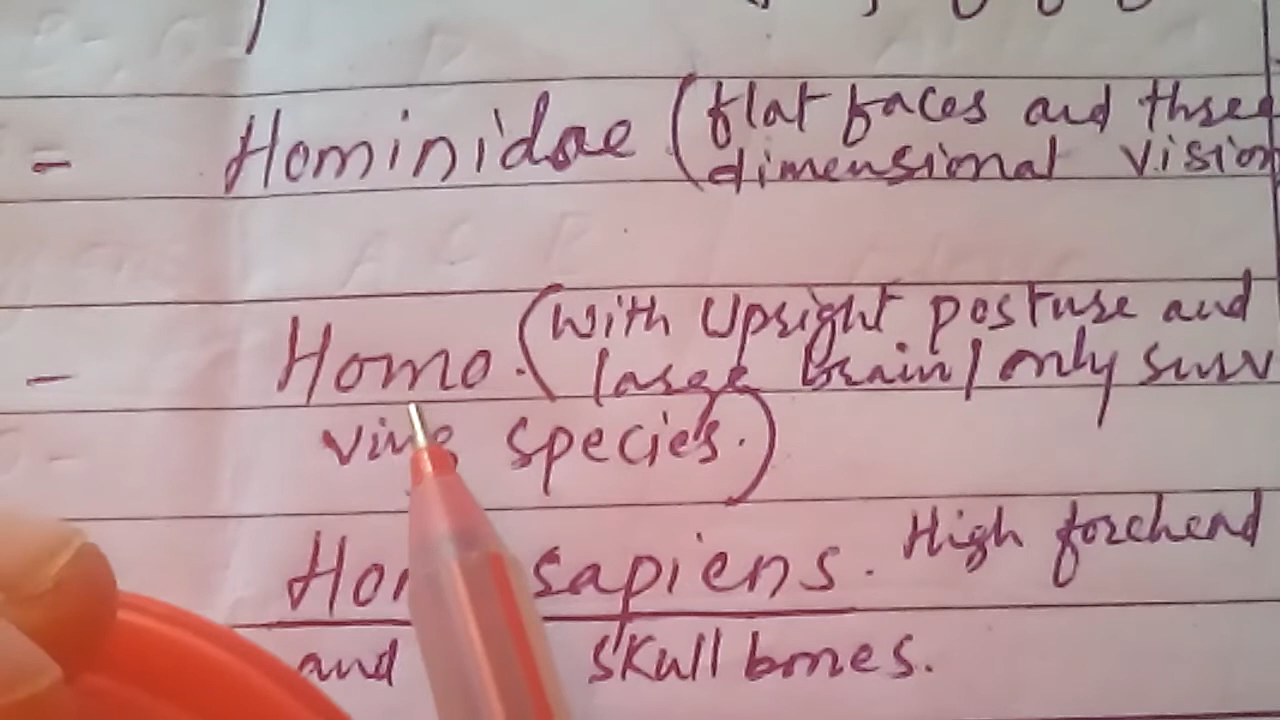 Hominidae (flat faces and three
dimensional vision
Homo. (with Upright posture and
large brain/only surv
ving species.)
sapiens. High forehead
and skull bones.